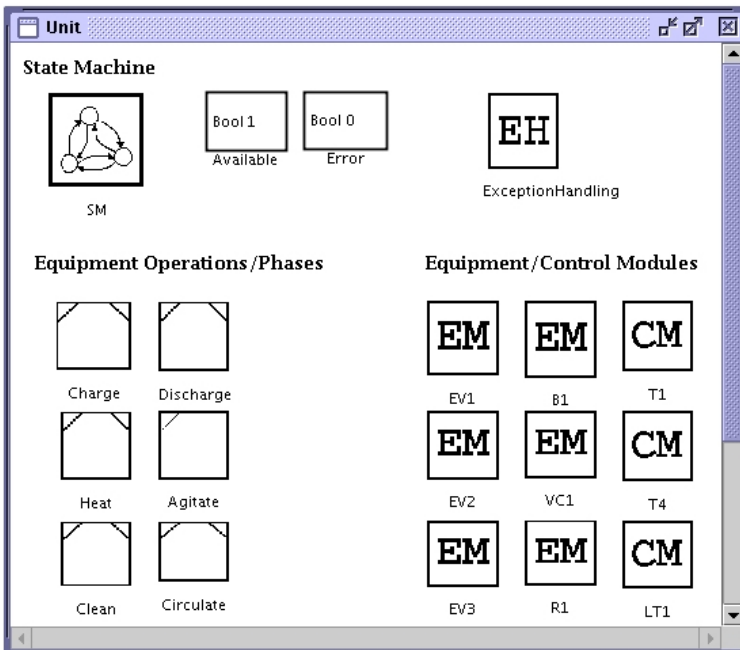 Unit
State Machine
Bool 1
Bool 0
EH
Available
Error
SM
ExceptionHandling
Equipment Operations/Phases
Equipment/Control Modules
EM
EM
CM
Charge
Discharge
EV1
B1
T1
EM
EM
CM
Heat
Agitate
EV2
VC1
T4
EM
EM
CM
Clean
Circulate
EV3
R1
LT1